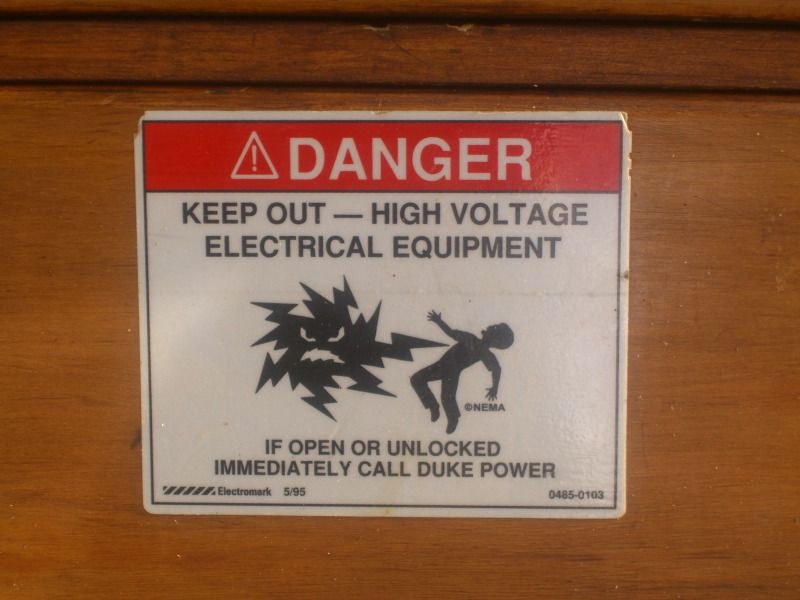 DANGER
KEEP OUT — HIGH VOLTAGE
ELECTRICAL EQUIPMENT
©NEMA
IF OPEN OR UNLOCKED
IMMEDIATELY CALL DUKE POWER
Electromark 5/95 0485-0103